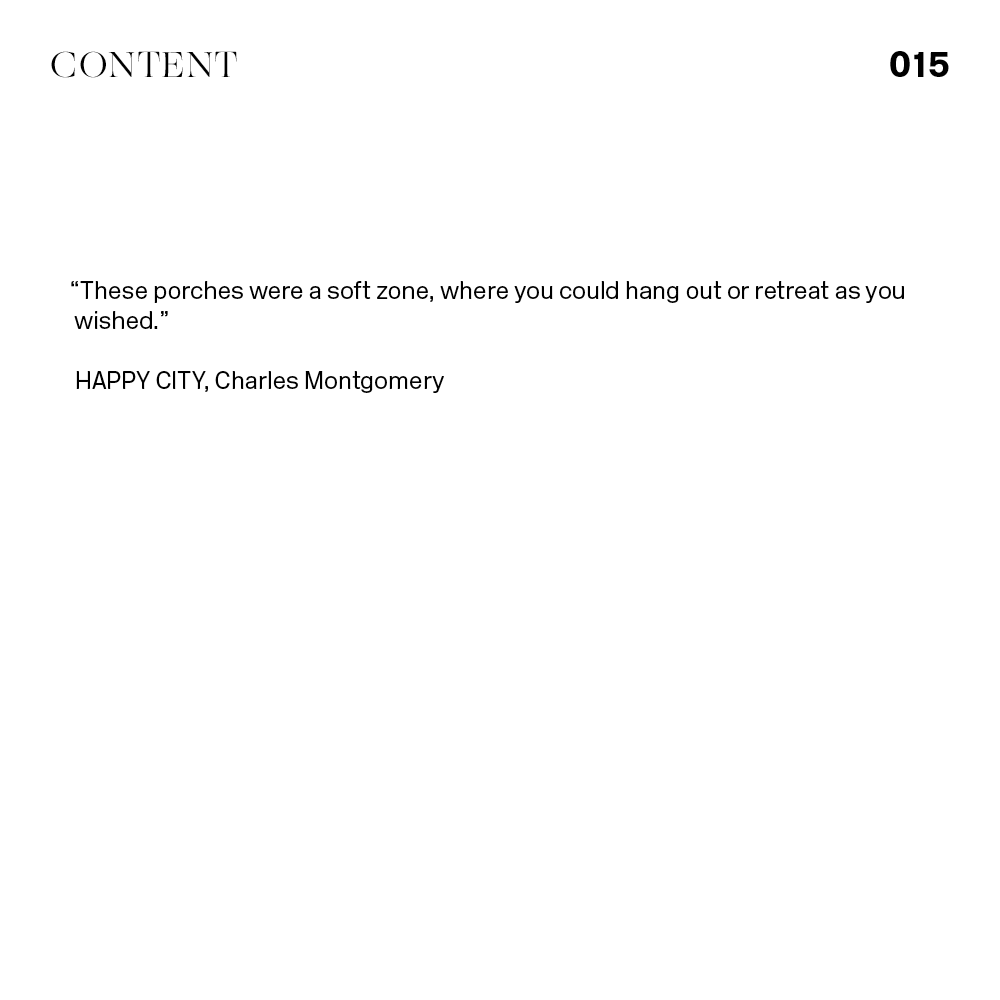 CONTENT
015
“These porches were a soft zone, where you could hang out or retreat as you
wished.”
HAPPY CITY, Charles Montgomery